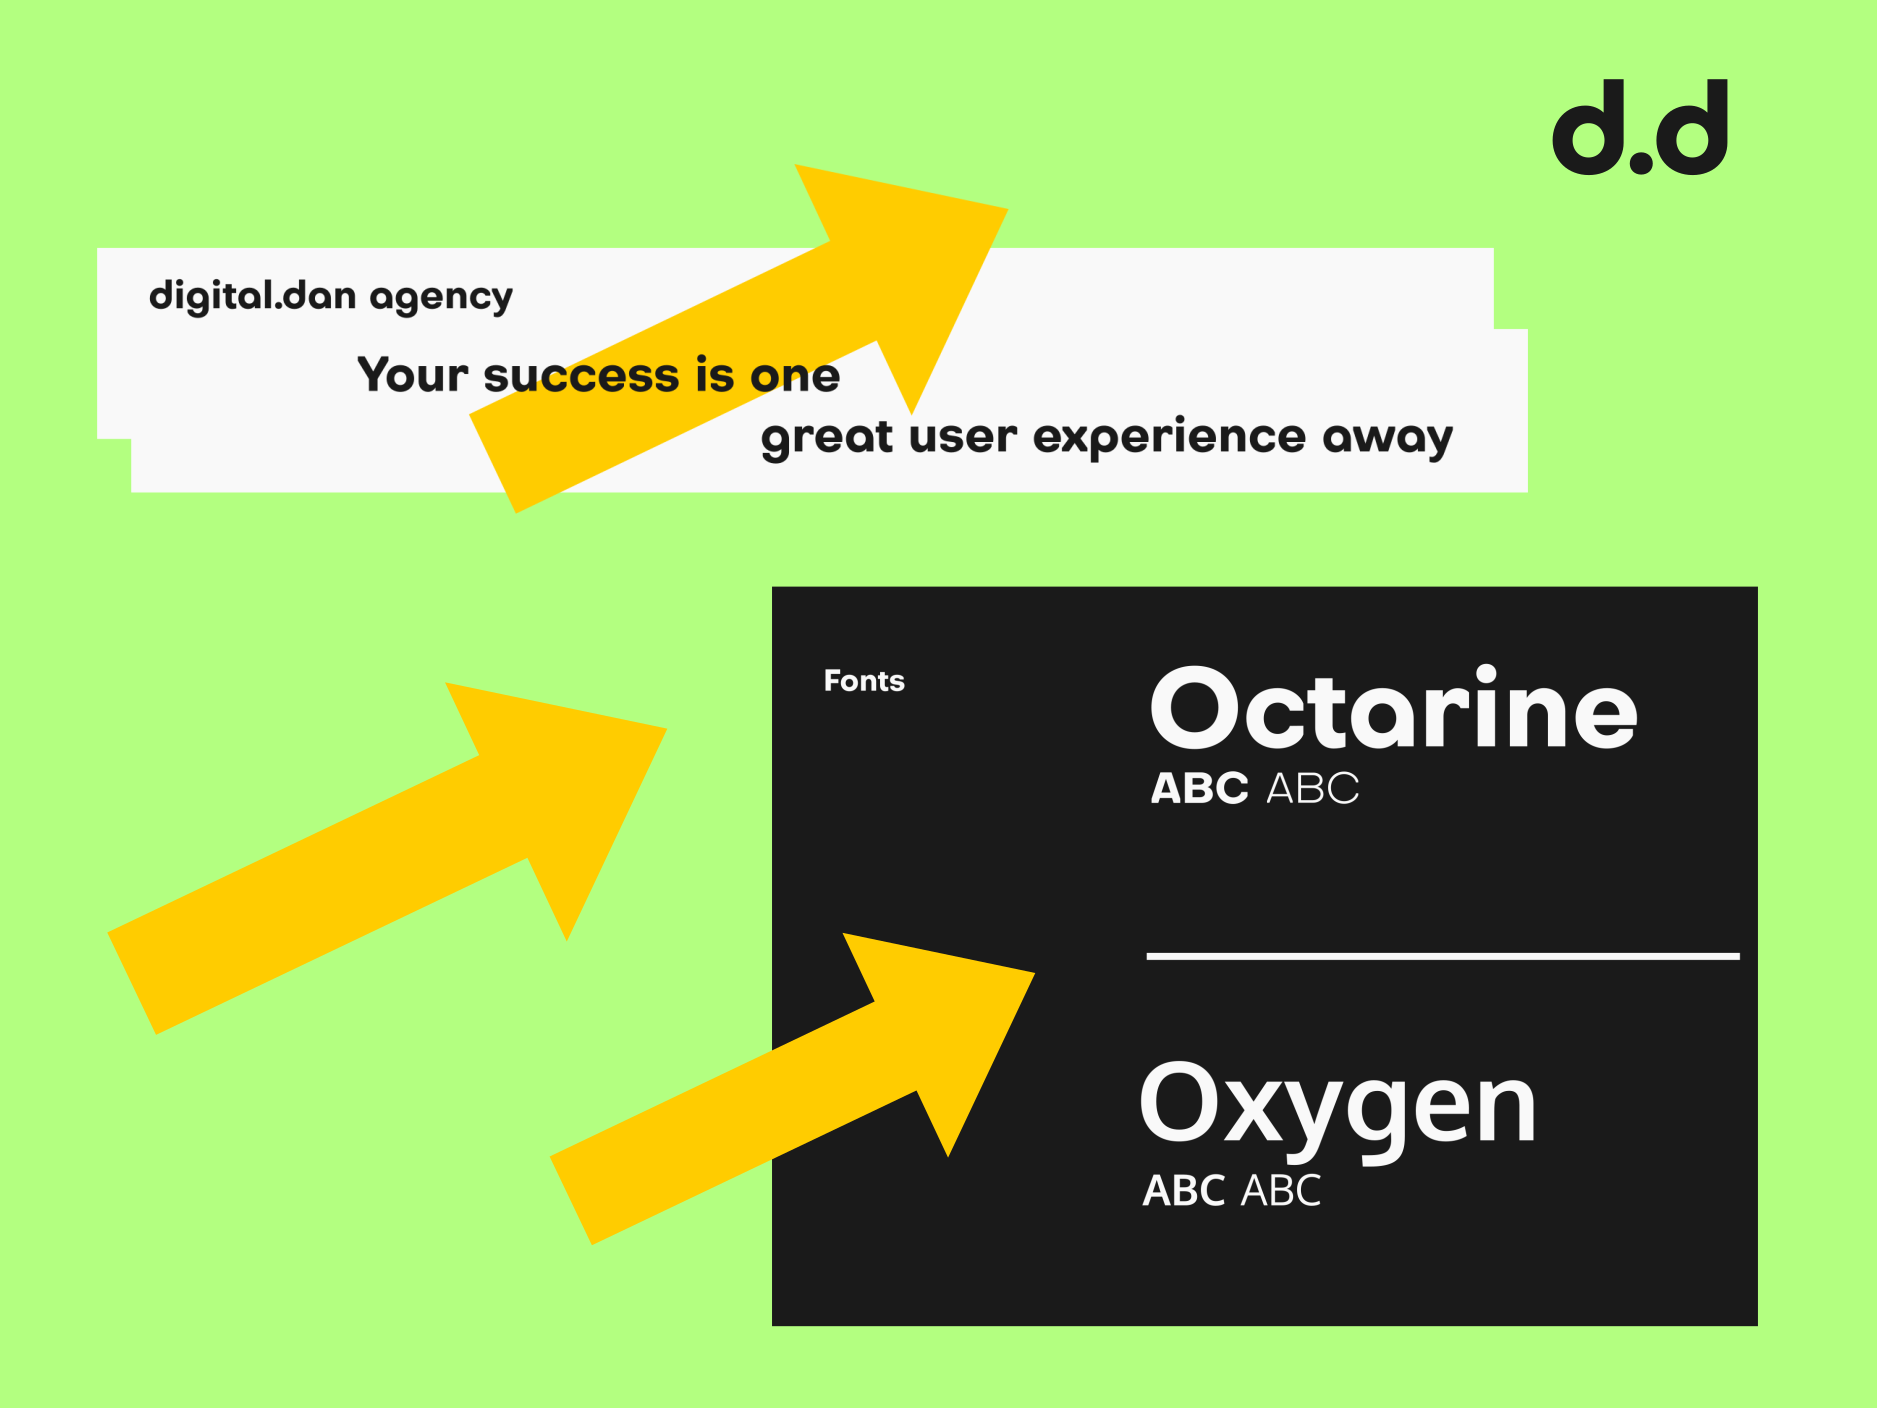 d.d
digital.dan agency
Your success is one
great user experience away
Fonts
Octarine
ABC ABC
Oxygen
ABC ABC